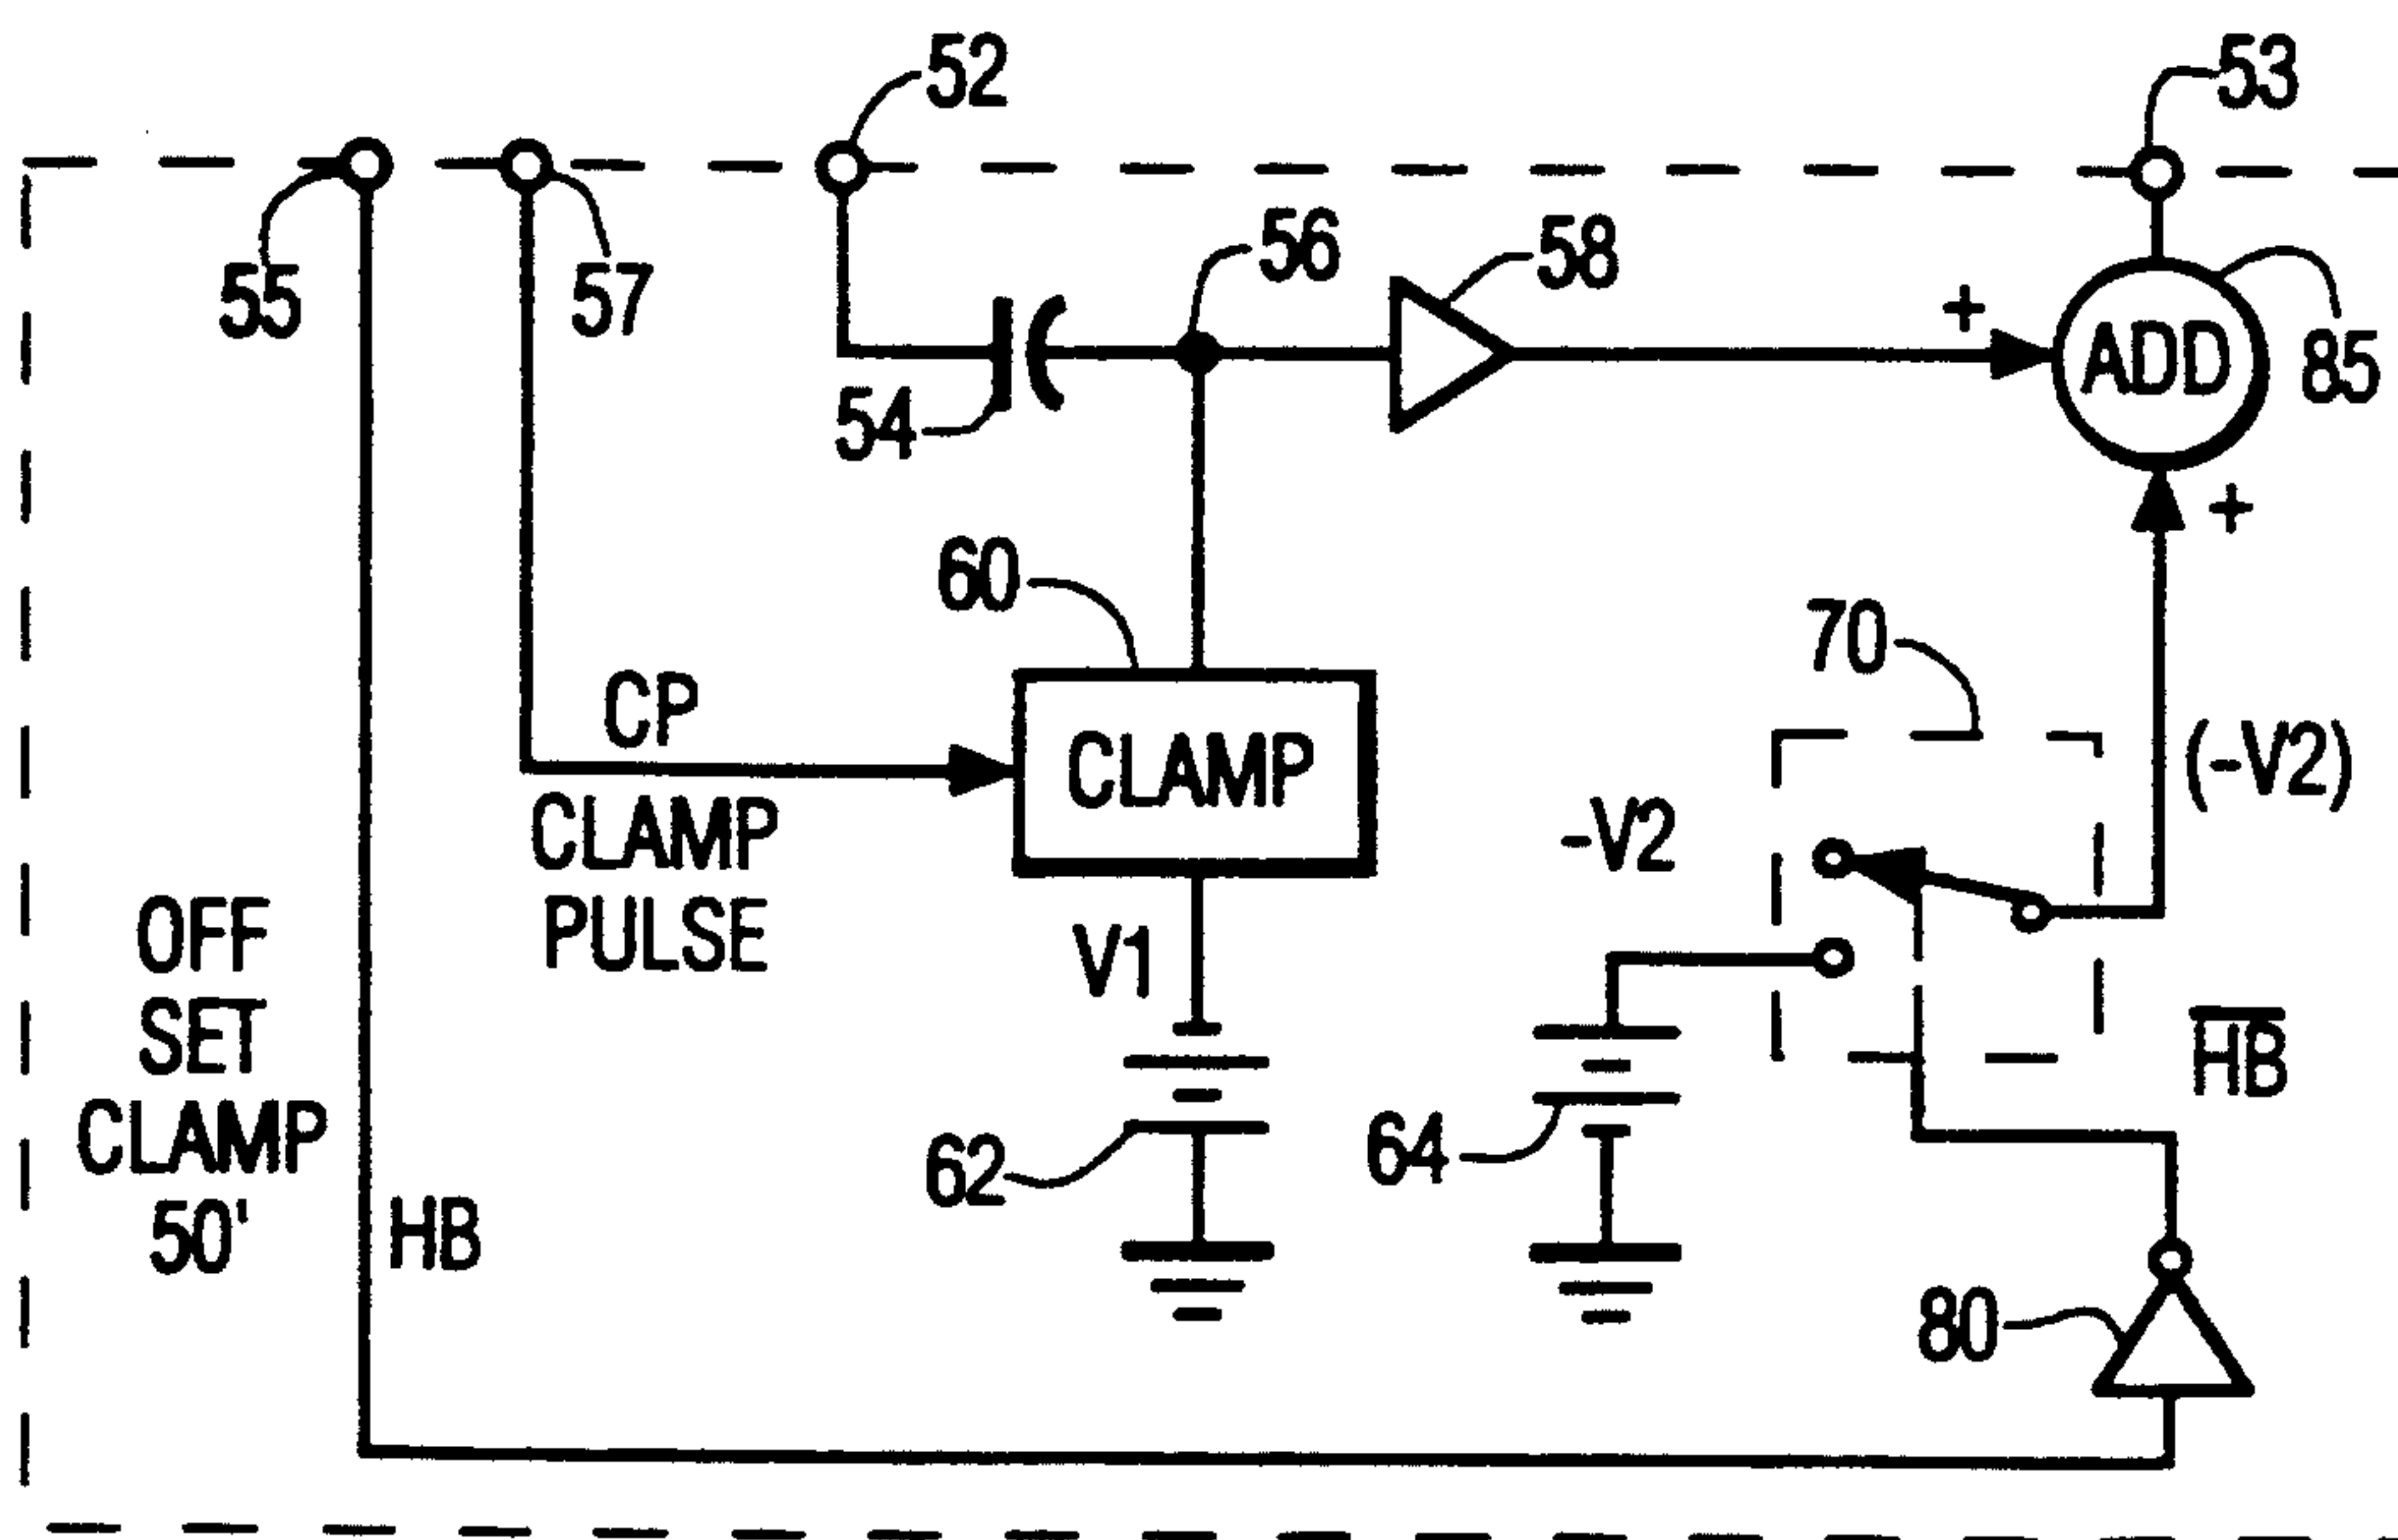 52
53
55
57
56
58
+
ADD
85
54
+
60
70
CP
CLAMP
PULSE
CLAMP
-V2
(-V2)
V1
OFF
SET
CLAMP
50'
HB
62
64
H̅B̅
80